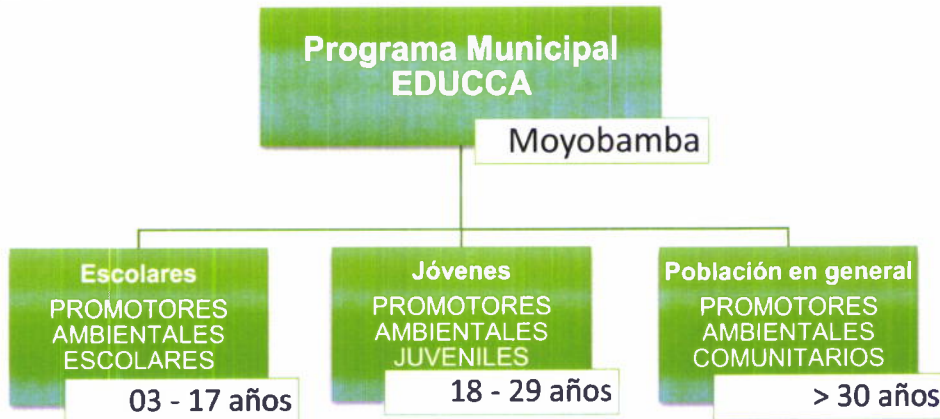 Programa Municipal
EDUCCA
Moyobamba
Escolares
PROMOTORES
AMBIENTALES
ESCOLARES
03 - 17 años
Jóvenes
PROMOTORES
AMBIENTALES
JUVENILES
18 - 29 años
Población en general
PROMOTORES
AMBIENTALES
COMUNITARIOS
> 30 años